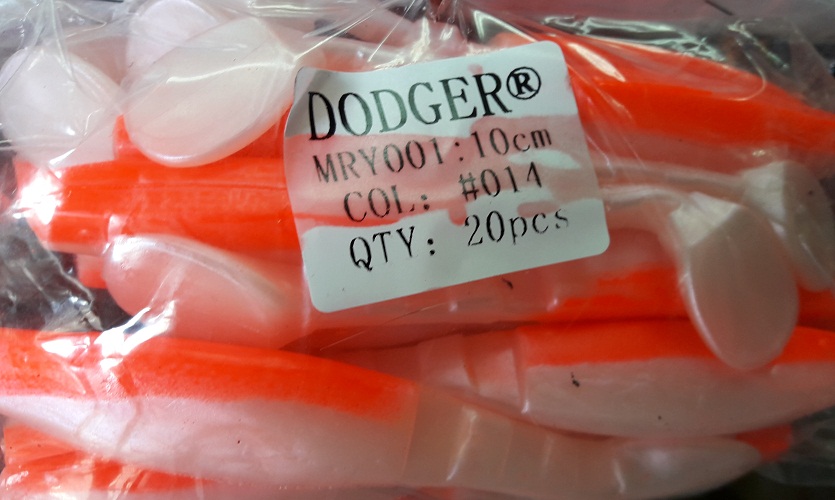 DODGER®
MRY001:10cm
COL: #014
QTY: 20pcs